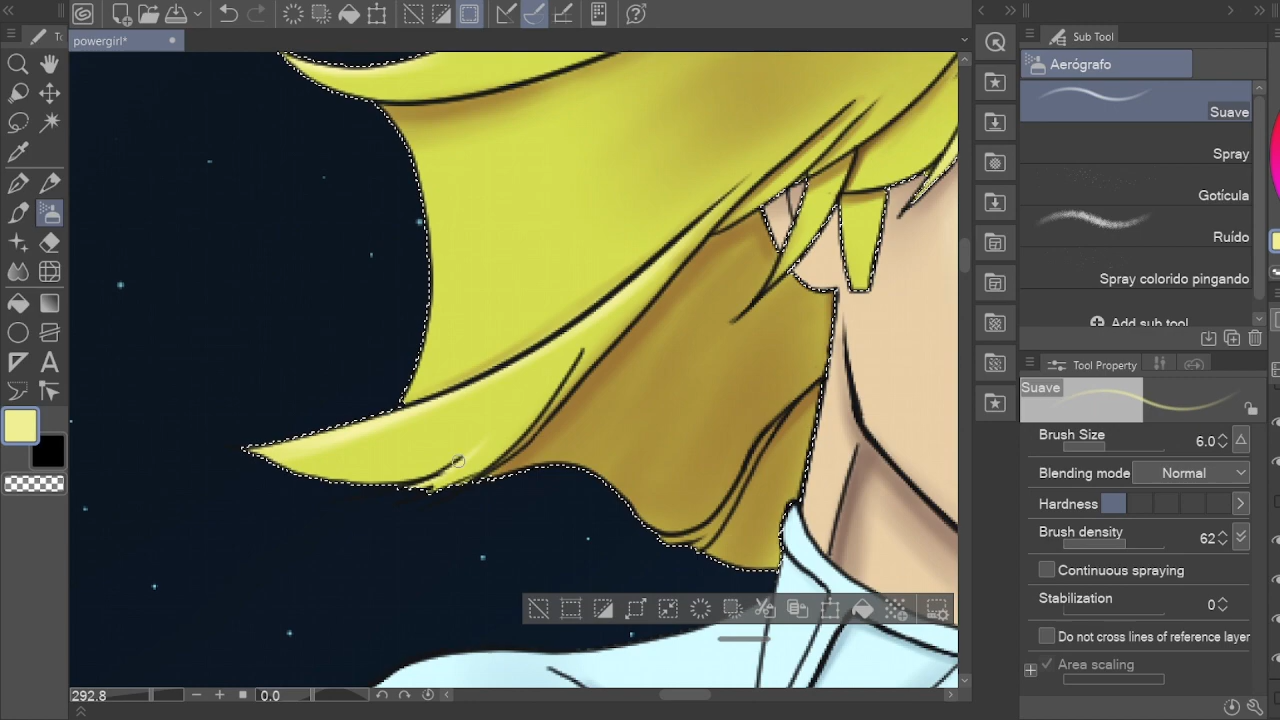 To
powergirl*
Sub Tool
Aerógrafo
Suave
Spray
Gotícula
Ruído
Spray colorido pingando
Add sub tool
Tool Property
Suave
Brush Size 6.0
Blending mode Normal
Hardness
Brush density 62
Continuous spraying
Stabilization 0
Do not cross lines of reference layer
Area scaling
292.8 0.0